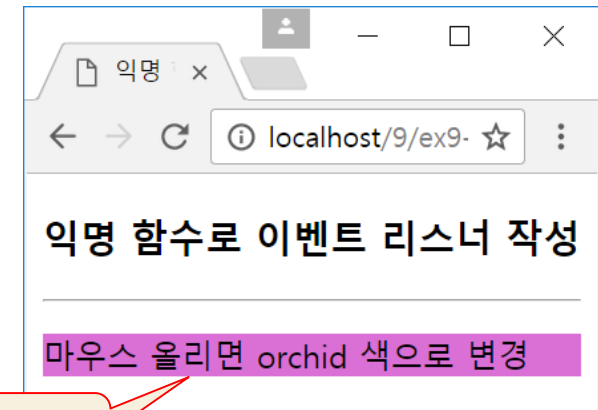 익명
localhost/9/ex9-
익명 함수로 이벤트 리스너 작성
마우스 올리면 orchid 색으로 변경